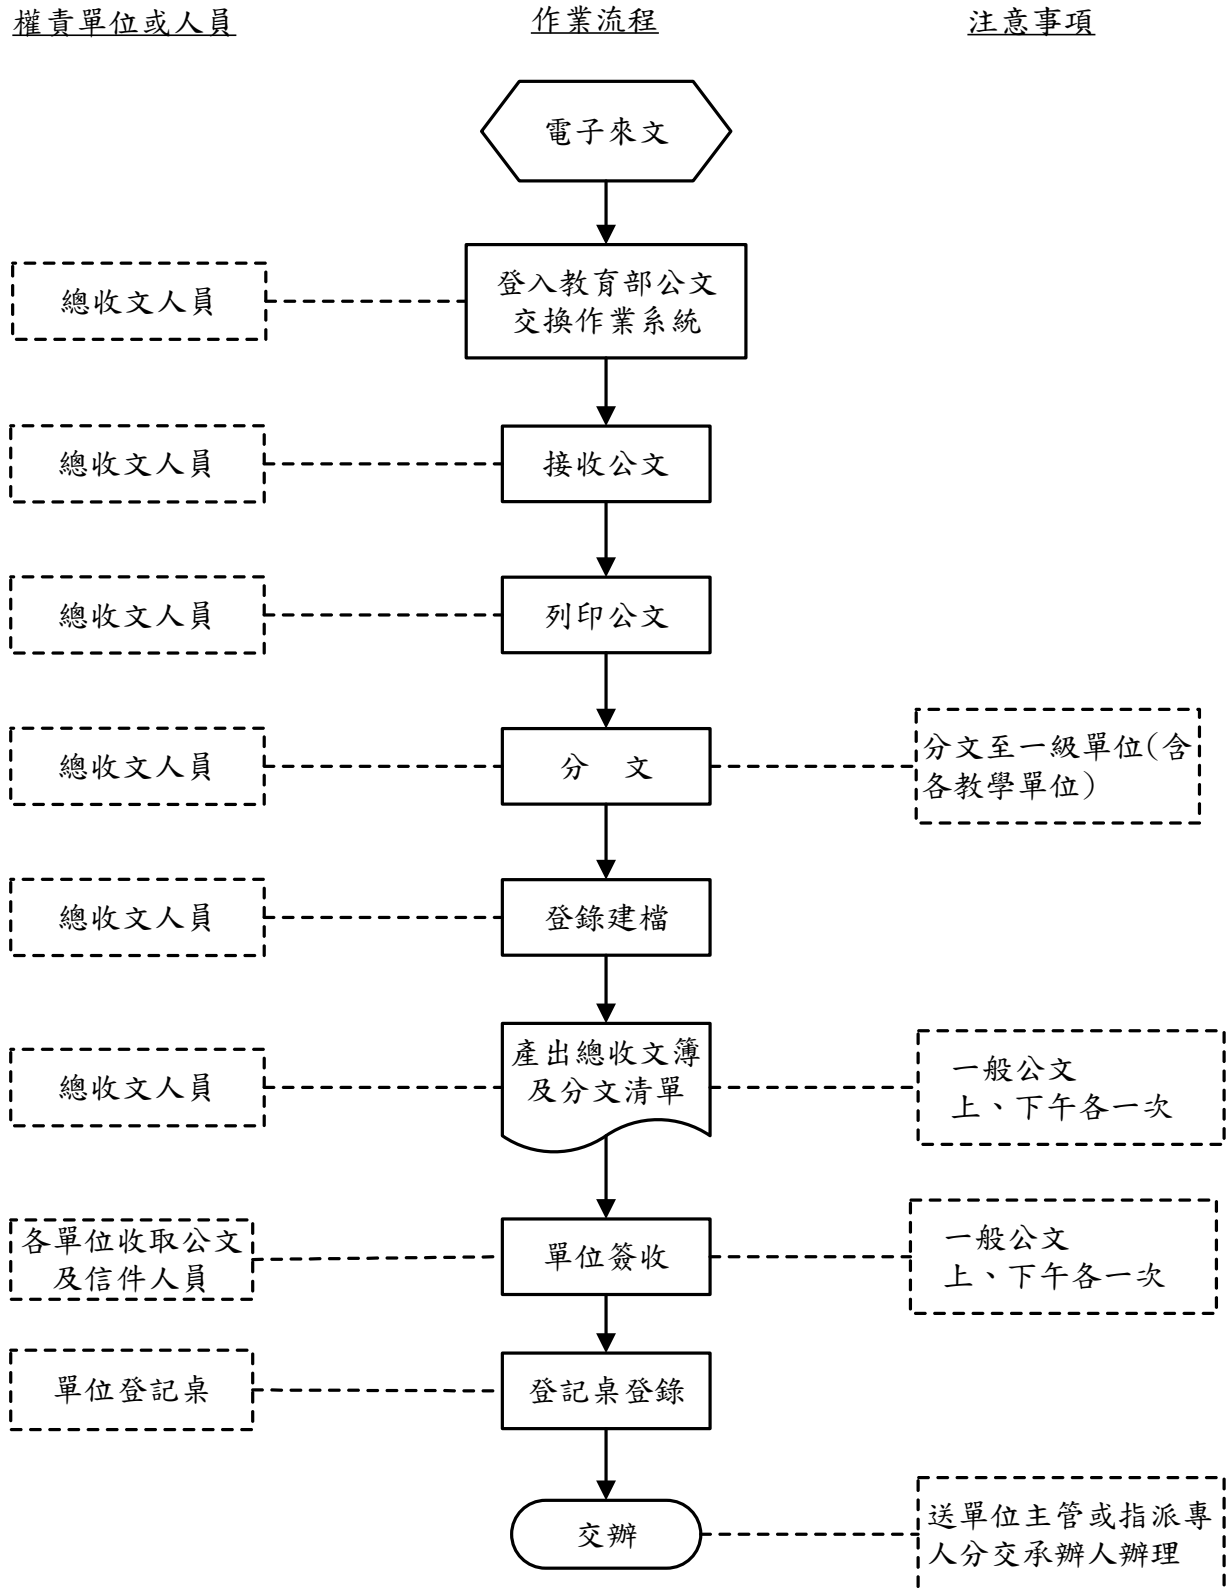 權責單位或人員
作業流程
注意事項
電子來文
總收文人員
登入教育部公文
交換作業系統
總收文人員
接收公文
總收文人員
列印公文
總收文人員
分　文
分文至一級單位(含
各教學單位)
總收文人員
登錄建檔
總收文人員
產出總收文簿
及分文清單
一般公文
上、下午各一次
各單位收取公文
及信件人員
單位簽收
一般公文
上、下午各一次
單位登記桌
登記桌登錄
交辦
送單位主管或指派專
人分交承辦人辦理